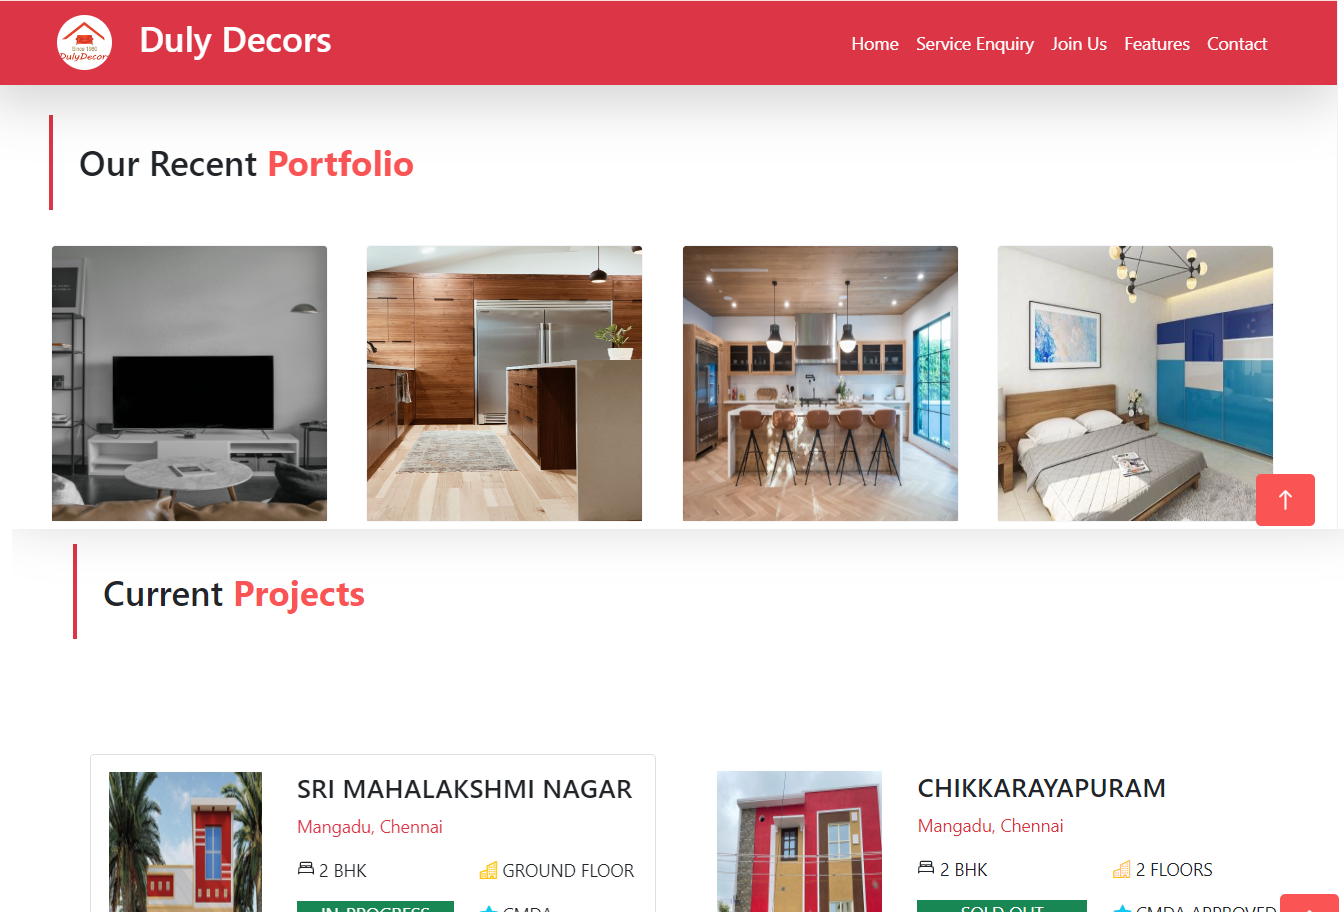 Since 1980
DulyDecors
Duly Decors
Home Service Enquiry Join Us Features Contact
Our Recent Portfolio
Current Projects
SRI MAHALAKSHMI NAGAR
Mangadu, Chennai
2 BHK GROUND FLOOR
IN-PROGRESS CMDA
CHIKKARAYAPURAM
Mangadu, Chennai
2 BHK 2 FLOORS
SOLD OUT CMDA APPROVED